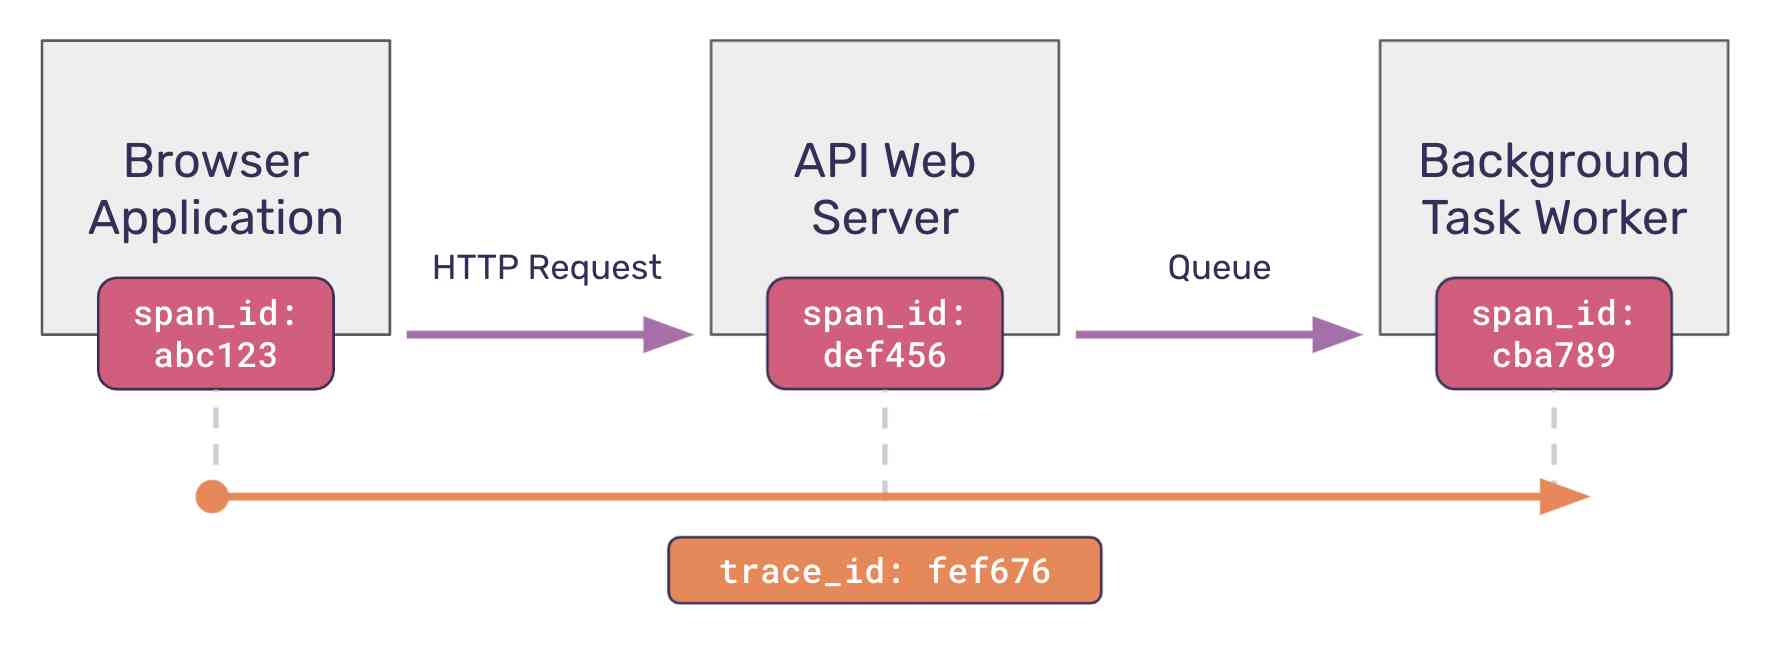 Browser
Application
span_id:
abc123
HTTP Request
API Web
Server
span_id:
def456
Queue
Background
Task Worker
span_id:
cba789
trace_id: fef676